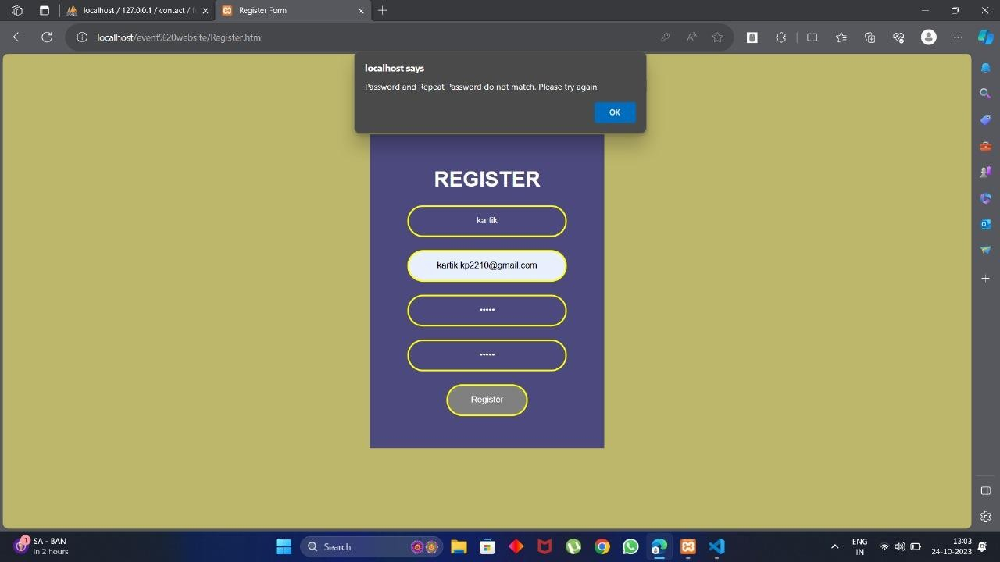 localhost / 127.0.0.1 / contact /
Register Form
localhost/event%20website/Register.html
localhost says
Password and Repeat Password do not match. Please try again.
OK
REGISTER
kartik
kartik.kp2210@gmail.com
•••••
•••••
Register
1
SA - BAN
In 2 hours
Search
ENG
IN
13:03
24-10-2023